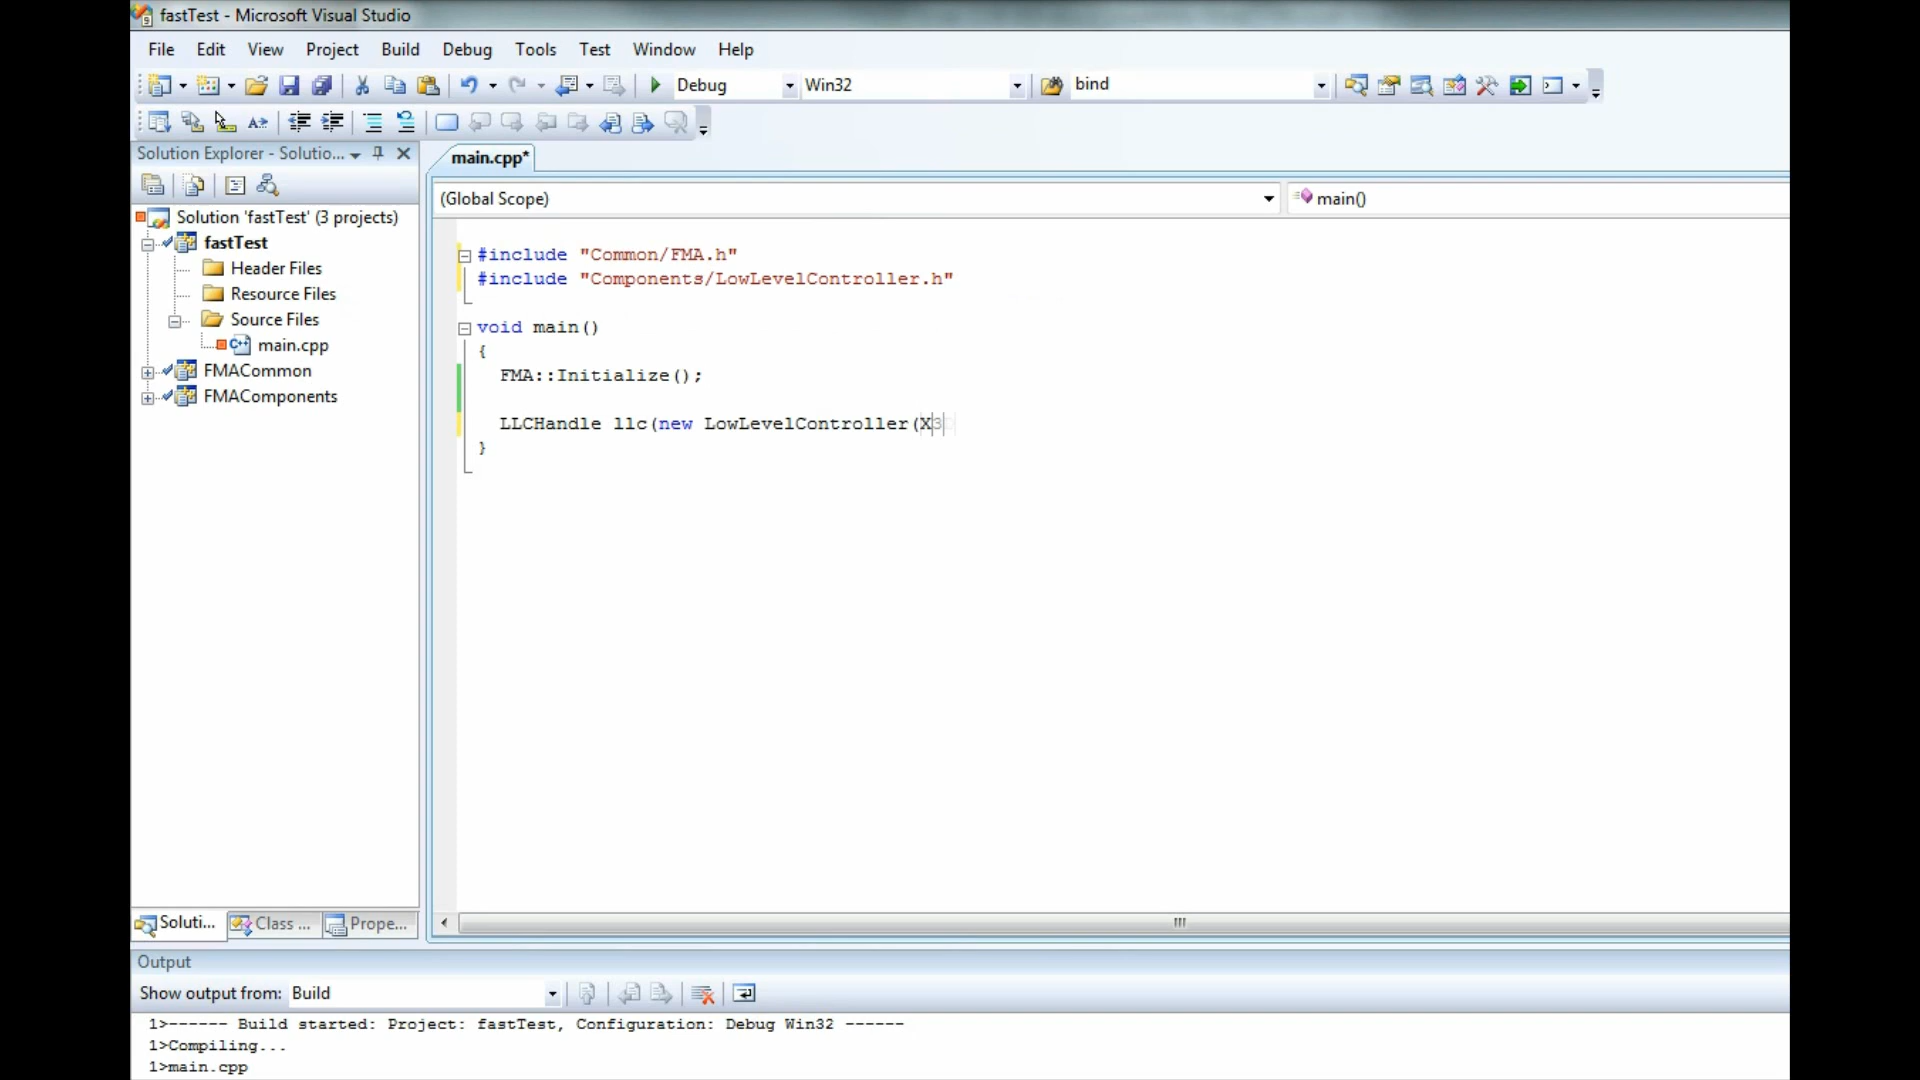 fastTest - Microsoft Visual Studio
File Edit View Project Build Debug Tools Test Window Help
Debug Win32 bind
Solution Explorer - Solutio...
main.cpp*
(Global Scope) main()
Solution 'fastTest' (3 projects)
fastTest
Header Files
Resource Files
Source Files
main.cpp
FMACommon
FMAComponents
#include "Common/FMA.h"
#include "Components/LowLevelController.h"
void main()
{
FMA::Initialize();
LLCHandle llc(new LowLevelController(X3
}
Soluti... Class ... Prope...
Output
Show output from: Build
1>------ Build started: Project: fastTest, Configuration: Debug Win32 ------
1>Compiling...
1>main.cpp